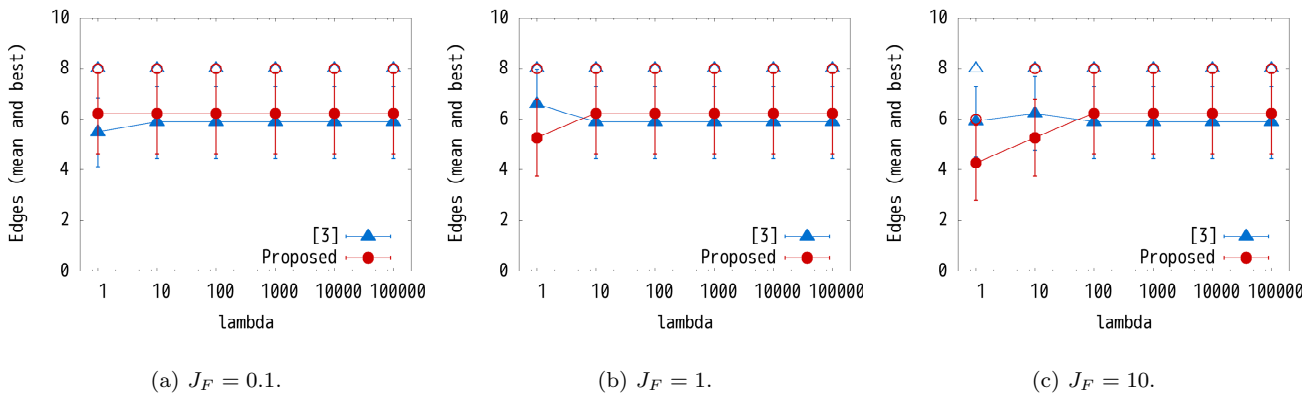 10
8
6
4
2
0
Edges (mean and best)
[3]
Proposed
1 10 100 1000 10000 100000
lambda
(a) J_F = 0.1.
10
8
6
4
2
0
Edges (mean and best)
[3]
Proposed
1 10 100 1000 10000 100000
lambda
(b) J_F = 1.
10
8
6
4
2
0
Edges (mean and best)
[3]
Proposed
1 10 100 1000 10000 100000
lambda
(c) J_F = 10.